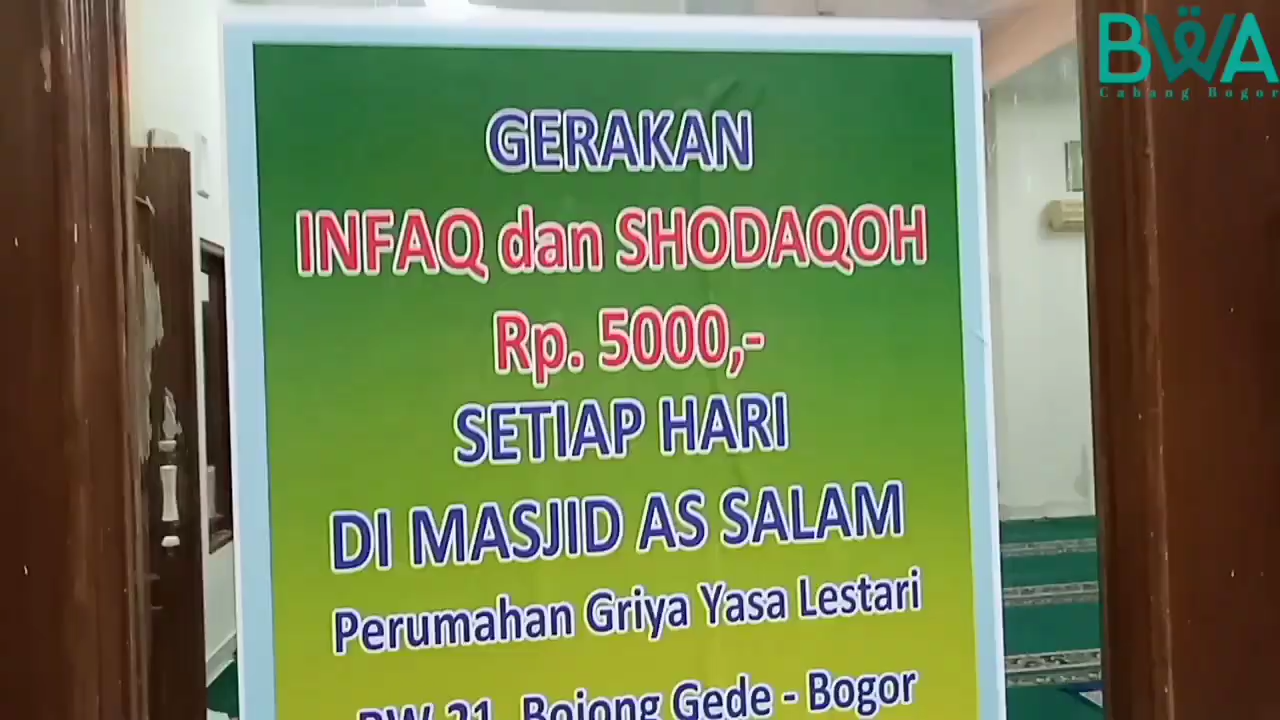 BWA
Cabang Bogor
GERAKAN
INFAQ dan SHODAQOH
Rp. 5000,-
SETIAP HARI
DI MASJID AS SALAM
Perumahan Griya Yasa Lestari
RW 21, Bojong Gede - Bogor